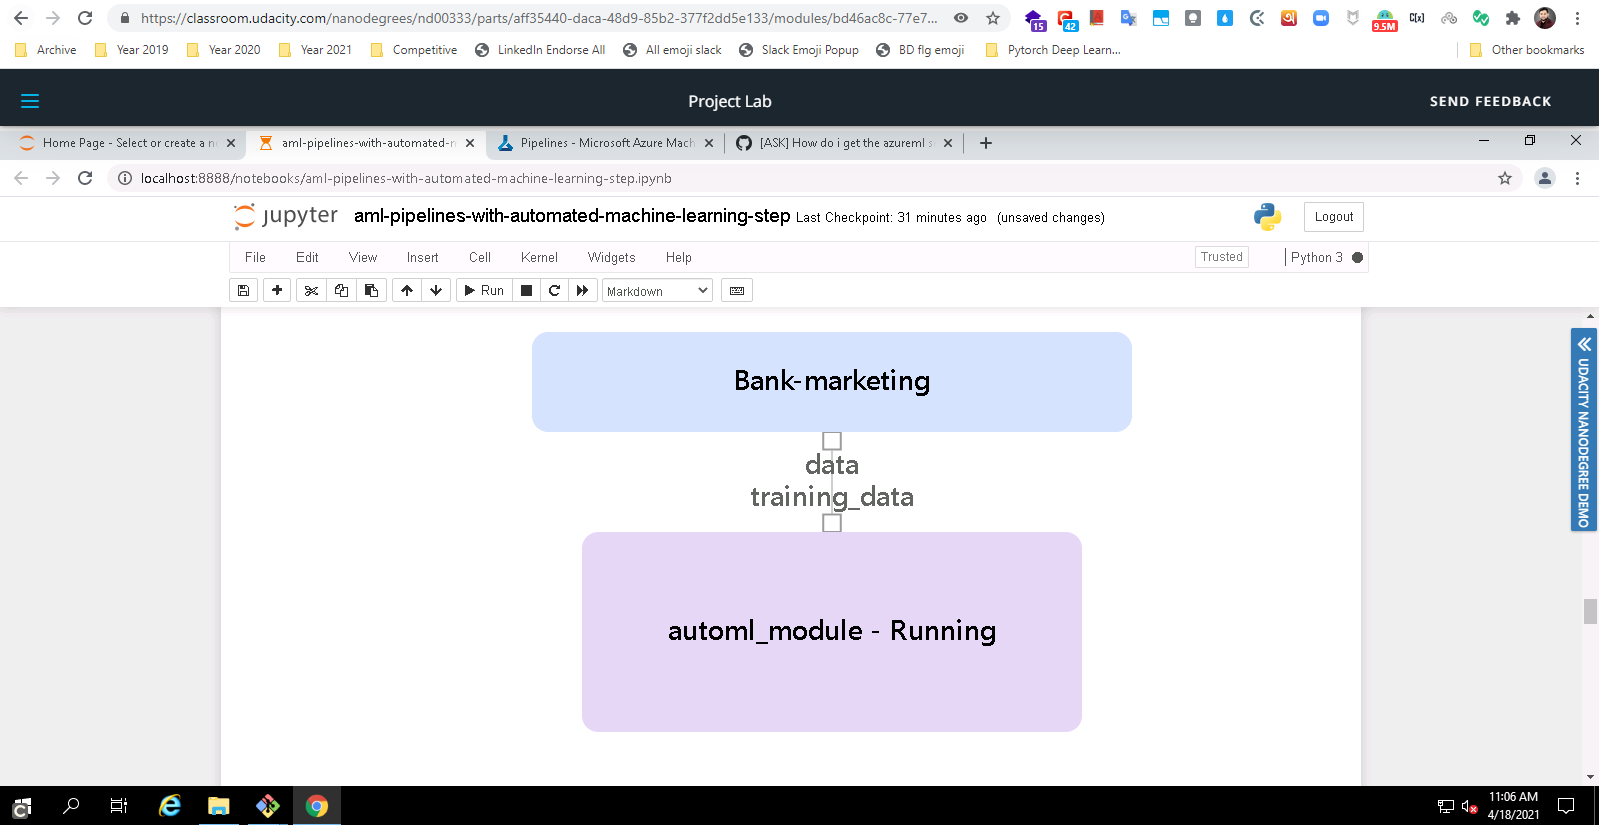 https://classroom.udacity.com/nanodegrees/nd00333/parts/aff35440-daca-48d9-85b2-377f2dd5e133/modules/bd46ac8c-77e7...
15
42
9.5M
Archive
Year 2019
Year 2020
Year 2021
Competitive
LinkedIn Endorse All
All emoji slack
Slack Emoji Popup
BD flg emoji
Pytorch Deep Learn...
Other bookmarks
Project Lab
SEND FEEDBACK
Home Page - Select or create a n
aml-pipelines-with-automated-m
Pipelines - Microsoft Azure Mach
[ASK] How do i get the azureml s
localhost:8888/notebooks/aml-pipelines-with-automated-machine-learning-step.ipynb
jupyter
aml-pipelines-with-automated-machine-learning-step
Last Checkpoint: 31 minutes ago (unsaved changes)
Logout
File
Edit
View
Insert
Cell
Kernel
Widgets
Help
Trusted
Python 3
Run
Markdown
Bank-marketing
data
training_data
automl_module - Running
UDACITY NANODEGREE DEMO
11:06 AM
4/18/2021